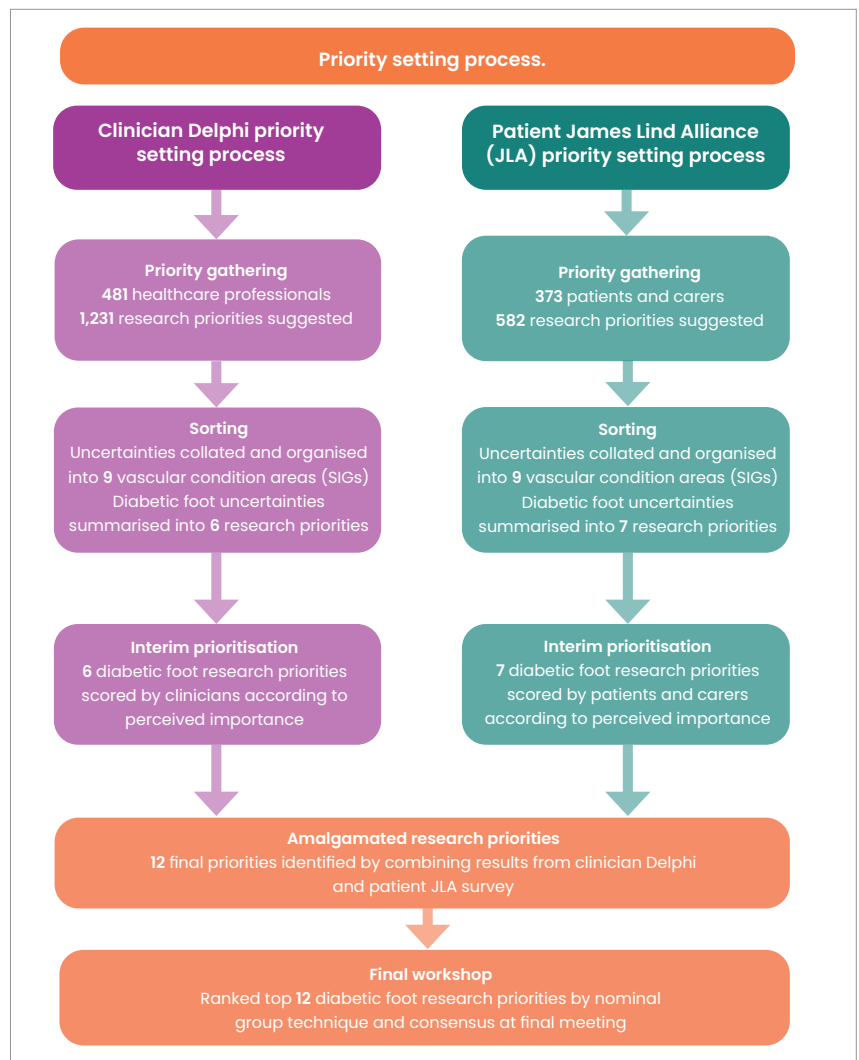 Priority setting process.
Clinician Delphi priority
setting process
Patient James Lind Alliance
(JLA) priority setting process
Priority gathering
481 healthcare professionals
1,231 research priorities suggested
Priority gathering
373 patients and carers
582 research priorities suggested
Sorting
Uncertainties collated and organised
into 9 vascular condition areas (SIGs)
Diabetic foot uncertainties
summarised into 6 research priorities
Sorting
Uncertainties collated and organised
into 9 vascular condition areas (SIGs)
Diabetic foot uncertainties
summarised into 7 research priorities
Interim prioritisation
6 diabetic foot research priorities
scored by clinicians according to
perceived importance
Interim prioritisation
7 diabetic foot research priorities
scored by patients and carers
according to perceived importance
Amalgamated research priorities
12 final priorities identified by combining results from clinician Delphi
and patient JLA survey
Final workshop
Ranked top 12 diabetic foot research priorities by nominal
group technique and consensus at final meeting